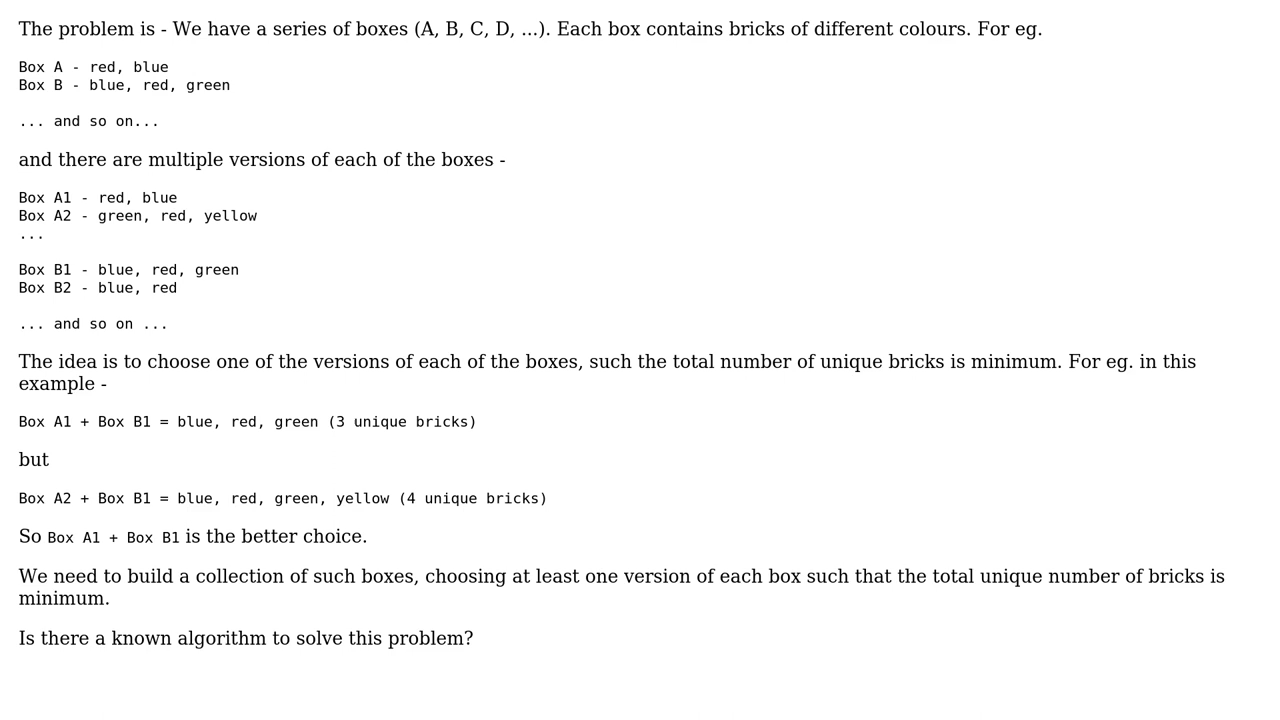 The problem is - We have a series of boxes (A, B, C, D, ...). Each box contains bricks of different colours. For eg.
Box A - red, blue
Box B - blue, red, green
... and so on...
and there are multiple versions of each of the boxes -
Box A1 - red, blue
Box A2 - green, red, yellow
...
Box B1 - blue, red, green
Box B2 - blue, red
... and so on ...
The idea is to choose one of the versions of each of the boxes, such the total number of unique bricks is minimum. For eg. in this
example -
Box A1 + Box B1 = blue, red, green (3 unique bricks)
but
Box A2 + Box B1 = blue, red, green, yellow (4 unique bricks)
So Box A1 + Box B1 is the better choice.
We need to build a collection of such boxes, choosing at least one version of each box such that the total unique number of bricks is
minimum.
Is there a known algorithm to solve this problem?